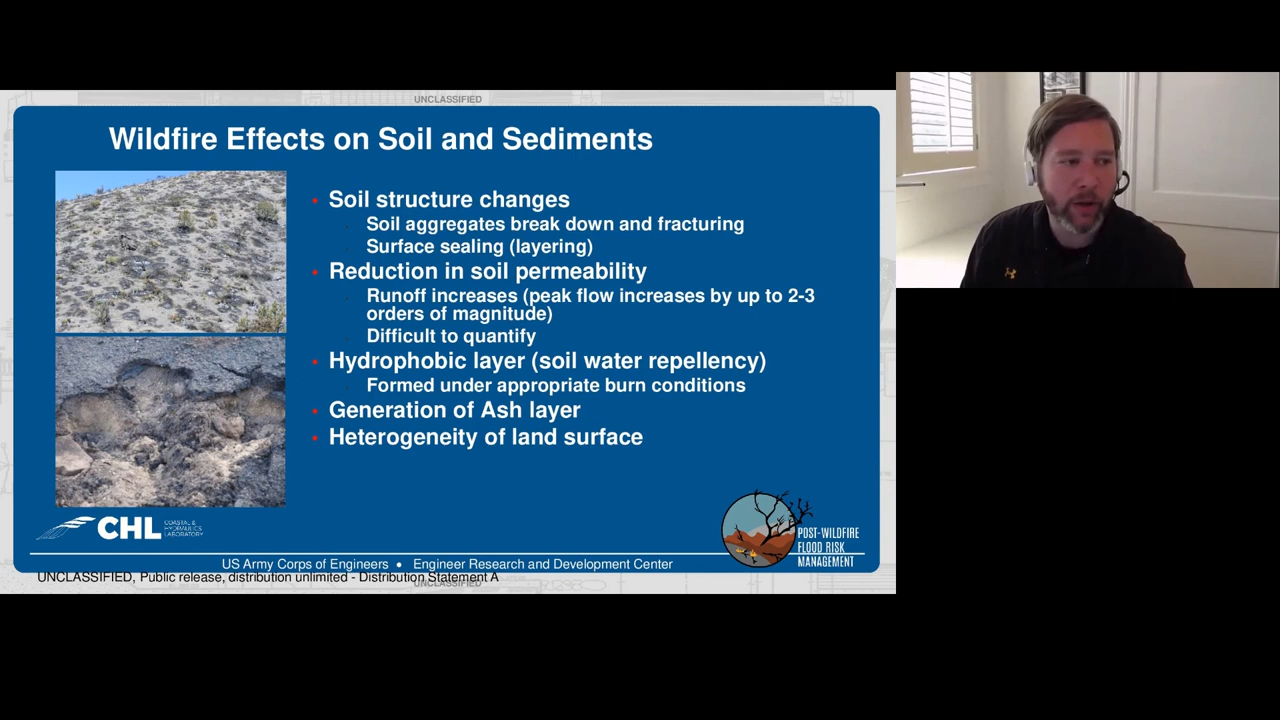 UNCLASSIFIED
Wildfire Effects on Soil and Sediments
• Soil structure changes
Soil aggregates break down and fracturing
Surface sealing (layering)
• Reduction in soil permeability
Runoff increases (peak flow increases by up to 2-3
orders of magnitude)
Difficult to quantify
• Hydrophobic layer (soil water repellency)
Formed under appropriate burn conditions
• Generation of Ash layer
• Heterogeneity of land surface
CHL
COASTAL &
HYDRAULICS
LABORATORY
POST-WILDFIRE
FLOOD RISK
MANAGEMENT
US Army Corps of Engineers • Engineer Research and Development Center
UNCLASSIFIED, Public release, distribution unlimited - Distribution Statement A
UNCLASSIFIED